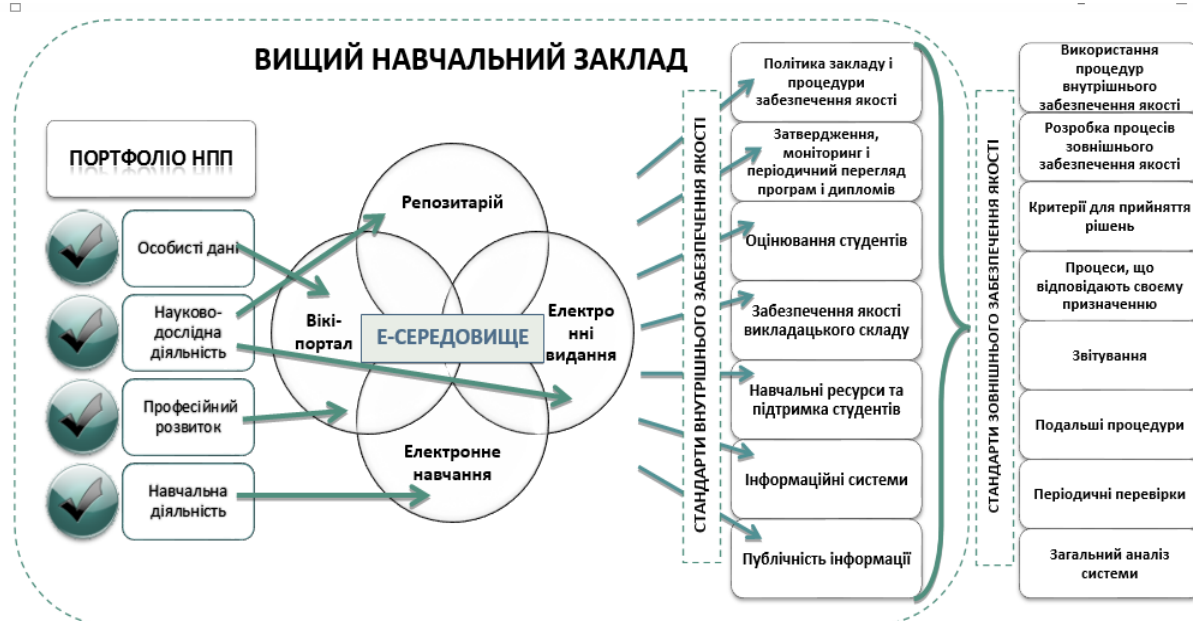 ВИЩИЙ НАВЧАЛЬНИЙ ЗАКЛАД
ПОРТФОЛІО НПП
Особисті дані
Науково-
дослідна
діяльність
Професійний
розвиток
Навчальна
діяльність
Репозитарій
Вікі-
портал
Е-СЕРЕДОВИЩЕ
Електро
нні
видання
Електронне
навчання
СТАНДАРТИ ВНУТРІШНЬОГО ЗАБЕЗПЕЧЕННЯ ЯКОСТІ
Політика закладу і
процедури
забезпечення якості
Затвердження,
моніторинг і
періодичний перегляд
програм і дипломів
Оцінювання студентів
Забезпечення якості
викладацького складу
Навчальні ресурси та
підтримка студентів
Інформаційні системи
Публічність інформації
СТАНДАРТИ ЗОВНІШНЬОГО ЗАБЕЗПЕЧЕННЯ ЯКОСТІ
Використання
процедур
внутрішнього
забезпечення якості
Розробка процесів
зовнішнього
забезпечення якості
Критерії для прийняття
рішень
Процеси, що
відповідають своєму
призначенню
Звітування
Подальші процедури
Періодичні перевірки
Загальний аналіз
системи